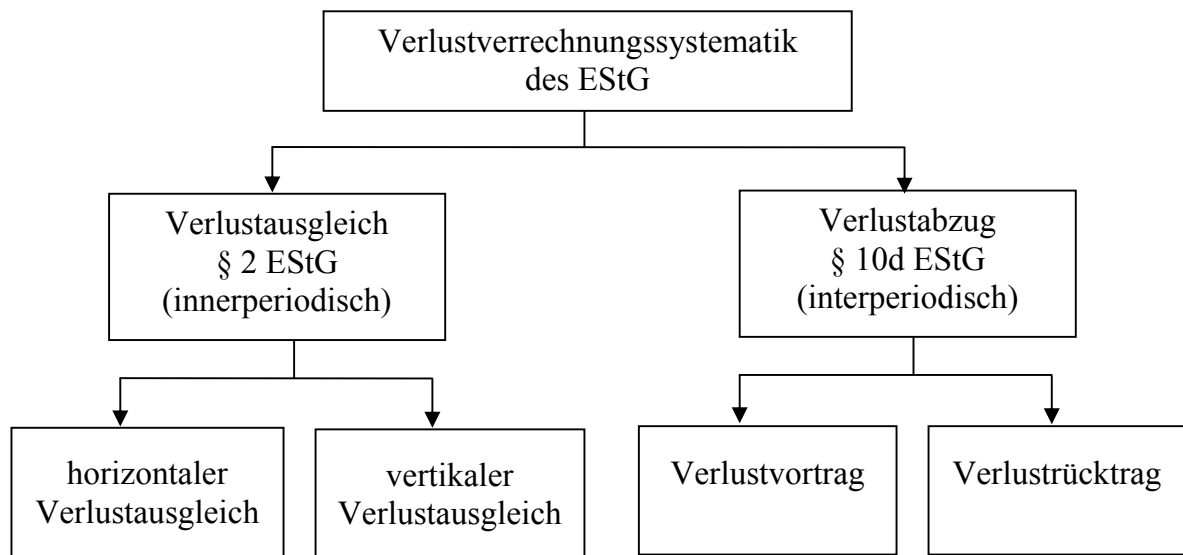 Verlustverrechnungssystematik
des EStG
Verlustausgleich
§ 2 EStG
(innerperiodisch)
Verlustabzug
§ 10d EStG
(interperiodisch)
horizontaler
Verlustausgleich
vertikaler
Verlustausgleich
Verlustvortrag
Verlustrücktrag